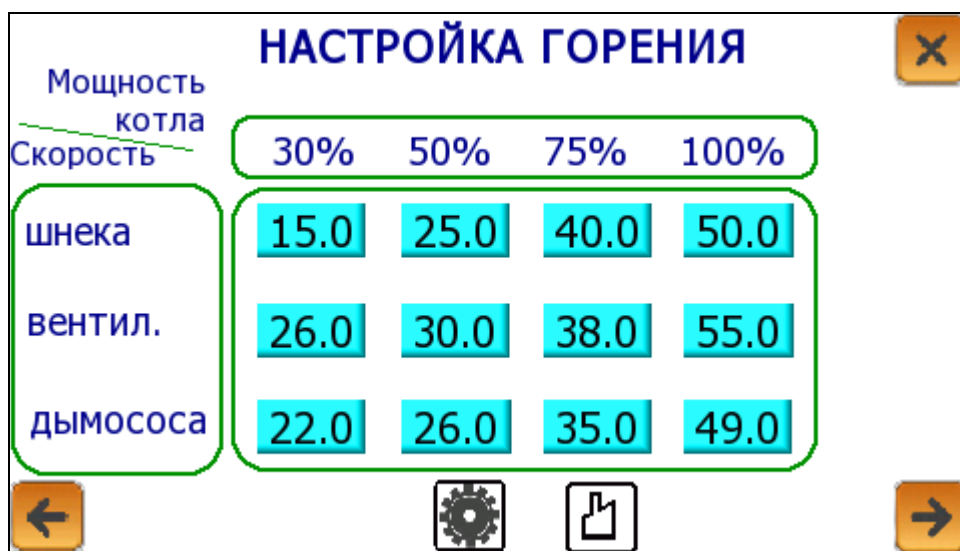 НАСТРОЙКА ГОРЕНИЯ
Мощность
котла
Скорость
30% 50% 75% 100%
шнека 15.0 25.0 40.0 50.0
вентил. 26.0 30.0 38.0 55.0
дымососа 22.0 26.0 35.0 49.0